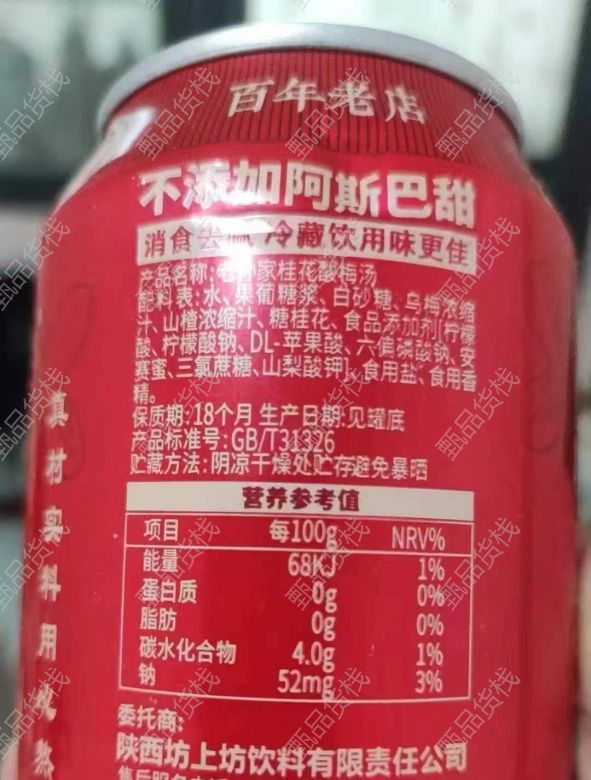 百年老店
不添加阿斯巴甜
消食去腻 冷藏饮用味更佳
产品名称:老 家桂花酸梅汤
配料表:水、果葡糖浆、白砂糖、乌梅浓缩
汁、山楂浓缩汁、糖桂花、食品添加剂[柠檬
酸、柠檬酸钠、DL-苹果酸、六偏磷酸钠、安
赛蜜、三氯蔗糖、山梨酸钾]、食用盐、食用香
精。
保质期:18个月 生产日期:见罐底
产品标准号:GB/T31326
贮藏方法:阴凉干燥处贮存避免暴晒
营养参考值
项目 每100g NRV%
能量 68KJ 1%
蛋白质 0g 0%
脂肪 0g 0%
碳水化合物 4.0g 1%
钠 52mg 3%
委托商:
陕西坊上坊饮料有限责任公司
真材实料用
甄品货栈